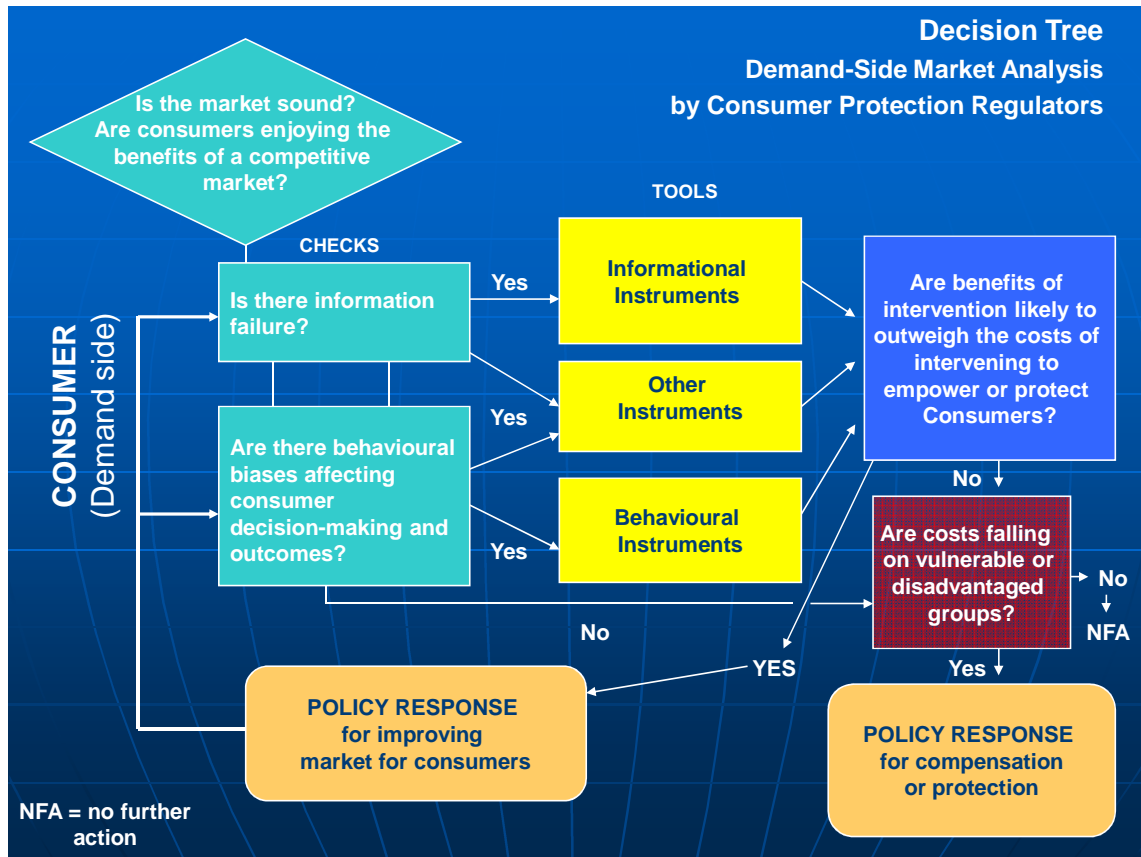 Decision Tree
Demand-Side Market Analysis
by Consumer Protection Regulators
Is the market sound?
Are consumers enjoying the
benefits of a competitive
market?
TOOLS
CHECKS
Is there information
failure?
Yes
Informational
Instruments
Are benefits of
intervention likely to
outweigh the costs of
intervening to
empower or protect
Consumers?
CONSUMER
(Demand side)
Yes
Other
Instruments
Are there behavioural
biases affecting
consumer
decision-making and
outcomes?
Yes
Behavioural
Instruments
No
Are costs falling
on vulnerable or
disadvantaged
groups?
No
NFA
No
YES
Yes
POLICY RESPONSE
for improving
market for consumers
POLICY RESPONSE
for compensation
or protection
NFA = no further
action